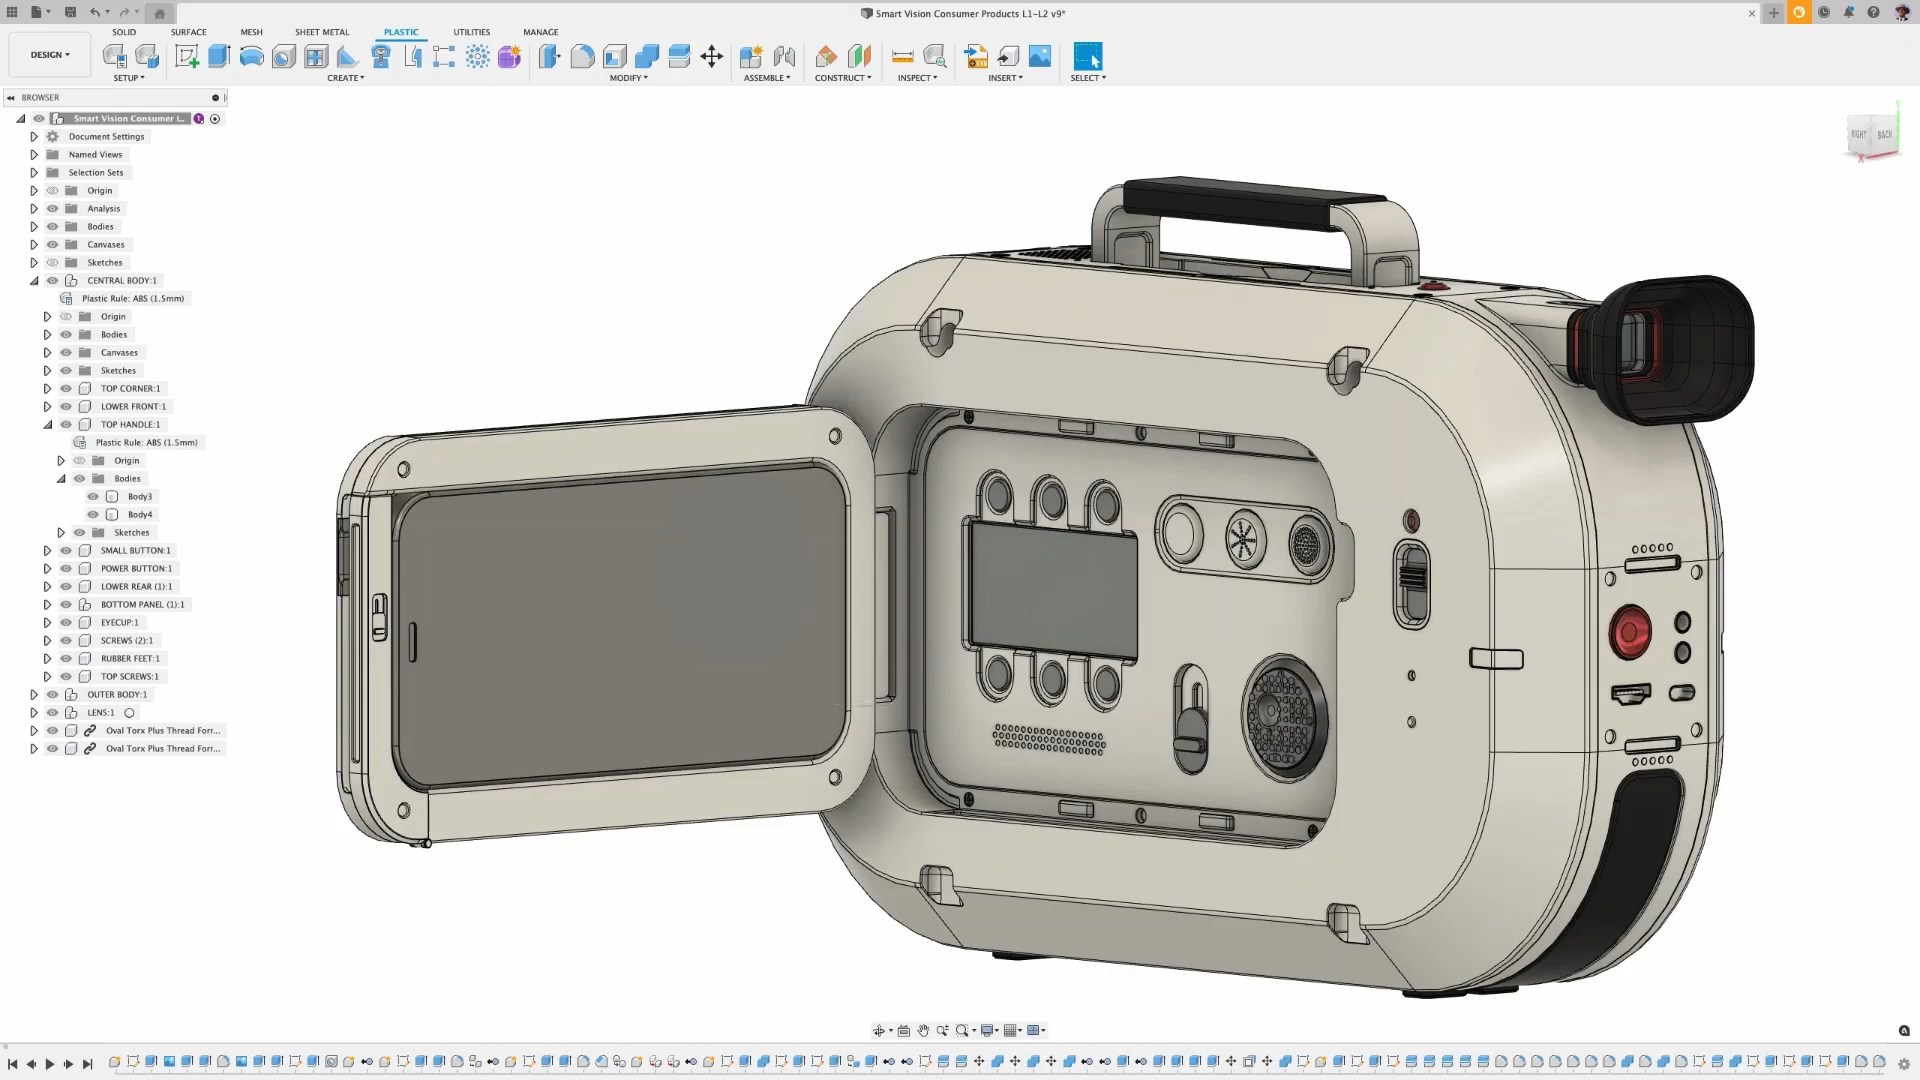 Smart Vision Consumer Products L1-L2 v9*
SOLID SURFACE MESH SHEET METAL PLASTIC UTILITIES MANAGE
DESIGN
SETUP CREATE MODIFY ASSEMBLE CONSTRUCT INSPECT INSERT SELECT
BROWSER
Smart Vision Consumer L...
Document Settings
Named Views
Selection Sets
Origin
Analysis
Bodies
Canvases
Sketches
CENTRAL BODY:1
Plastic Rule: ABS (1.5mm)
Origin
Bodies
Canvases
Sketches
TOP CORNER:1
LOWER FRONT:1
TOP HANDLE:1
Plastic Rule: ABS (1.5mm)
Origin
Bodies
Body3
Body4
Sketches
SMALL BUTTON:1
POWER BUTTON:1
LOWER REAR (1):1
BOTTOM PANEL (1):1
EYECUP:1
SCREWS (2):1
RUBBER FEET:1
TOP SCREWS:1
OUTER BODY:1
LENS:1
Oval Torx Plus Thread Forr...
Oval Torx Plus Thread Forr...
RIGHT BACK
X